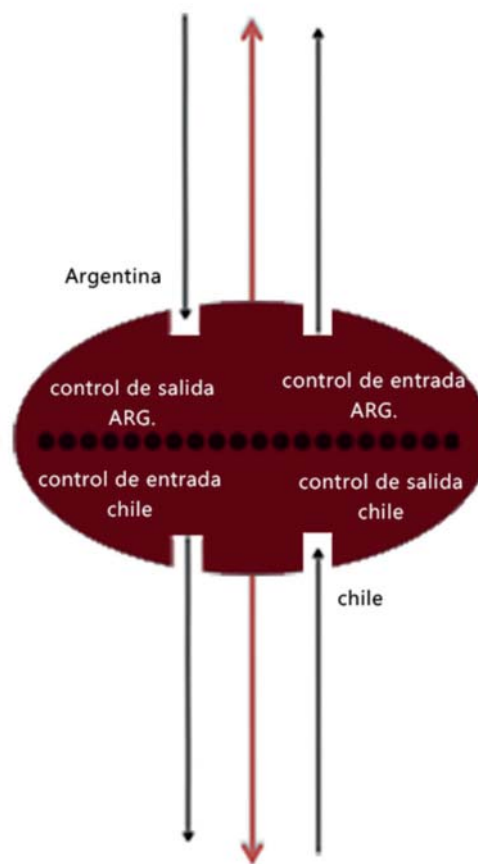 Argentina
control de salida
ARG.
control de entrada
ARG.
control de entrada
chile
control de salida
chile
chile